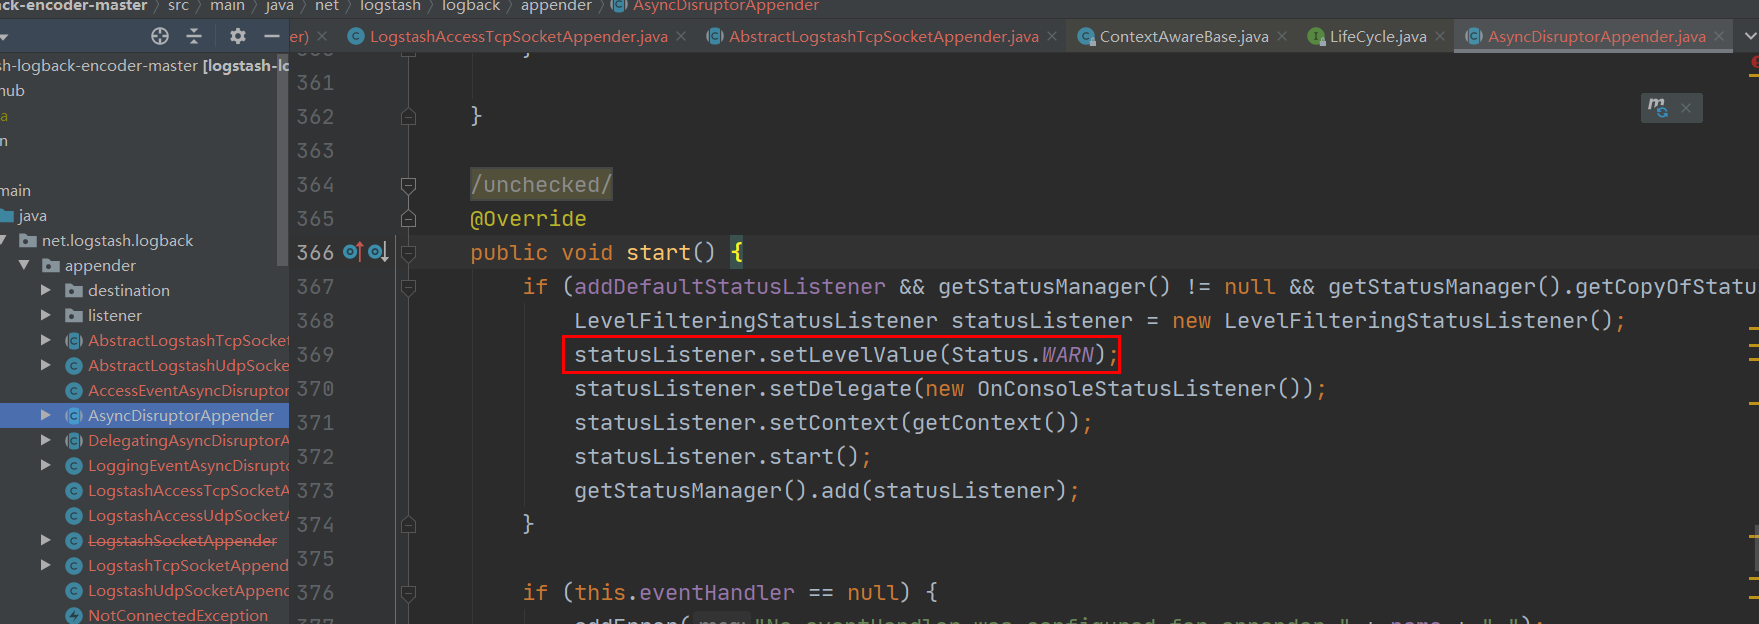 ck-encoder-master > src > main > java > net > logstash > logback > appender > AsyncDisruptorAppender
er) × LogstashAccessTcpSocketAppender.java × AbstractLogstashTcpSocketAppender.java × ContextAwareBase.java × LifeCycle.java × AsyncDisruptorAppender.java ×
sh-logback-encoder-master [logstash-lo
hub
a
n
main
java
net.logstash.logback
appender
destination
listener
AbstractLogstashTcpSocket
AbstractLogstashUdpSocke
AccessEventAsyncDisruptor
AsyncDisruptorAppender
DelegatingAsyncDisruptorA
LoggingEventAsyncDisrupto
LogstashAccessTcpSocketA
LogstashAccessUdpSocketA
LogstashSocketAppender
LogstashTcpSocketAppend
LogstashUdpSocketAppend
NotConnectedException
361
362 }
363
364 /unchecked/
365 @Override
366 public void start() {
367 if (addDefaultStatusListener && getStatusManager() != null && getStatusManager().getCopyOfStatu
368 LevelFilteringStatusListener statusListener = new LevelFilteringStatusListener();
369 statusListener.setLevelValue(Status.WARN);
370 statusListener.setDelegate(new OnConsoleStatusListener());
371 statusListener.setContext(getContext());
372 statusListener.start();
373 getStatusManager().add(statusListener);
374 }
375
376 if (this.eventHandler == null) {